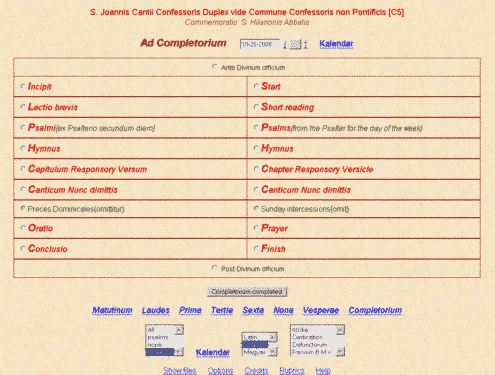 S. Joannis Cantii Confessoris Duplex vide Commune Confessoris non Pontificis [C5]
Commemoratio: S. Hilarionis Abbatis
Ad Completorium 10-20-2008 ↓ ↑ Kalendar
Ante Divinum officium
Incipit Start
Lectio brevis Short reading
Psalmi{ex Psalterio secundum diem} Psalms{from the Psalter for the day of the week}
Hymnus Hymnus
Capitulum Responsory Versum Chapter Responsory Versicle
Canticum Nunc dimittis Canticum Nunc dimittis
Preces Dominicales{omittitur} Sunday intercessions{omit}
Oratio Prayer
Conclusio Finish
Post Divinum officium
Completorium completed
Matutinum Laudes Prima Tertia Sexta Nona Vesperae Completorium
all psalms Kalendar Latin Magyar Hodie Dedication Defunctorum Parvum B.M.V.
Show files Options Credits Rubrics Help